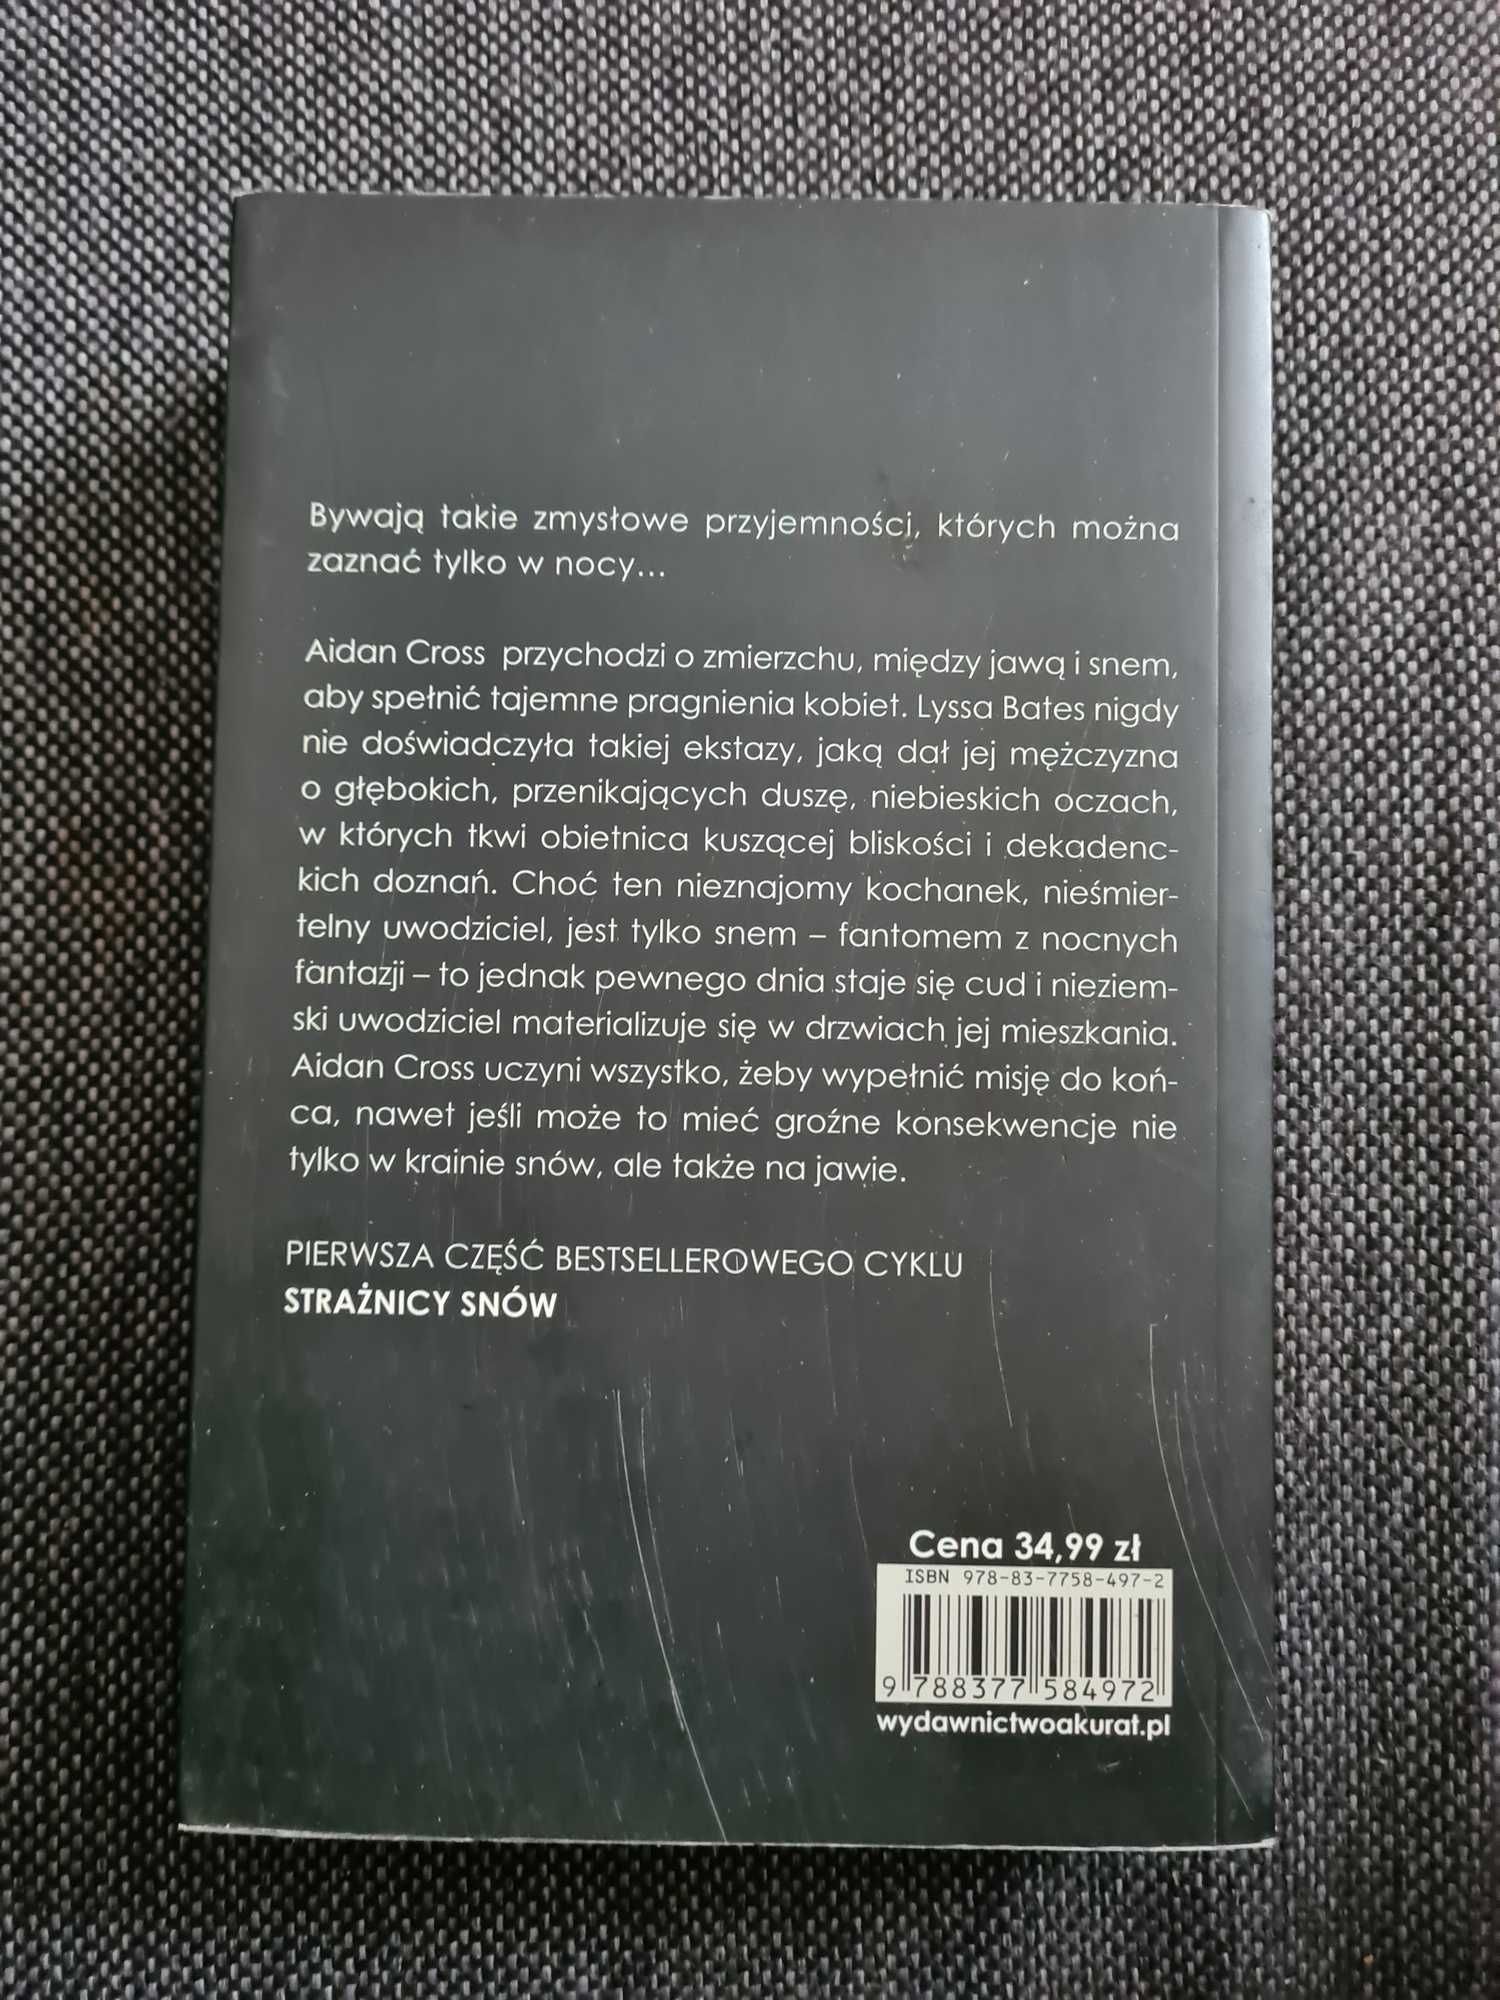 Bywają takie zmysłowe przyjemności, których można
zaznać tylko w nocy...
Aidan Cross przychodzi o zmierzchu, między jawą i snem,
aby spełnić tajemne pragnienia kobiet. Lyssa Bates nigdy
nie doświadczyła takiej ekstazy, jaką dał jej mężczyzna
o głębokich, przenikających duszę, niebieskich oczach,
w których tkwi obietnica kuszącej bliskości i dekadenc-
kich doznań. Choć ten nieznajomy kochanek, nieśmier-
telny uwodziciel, jest tylko snem – fantomem z nocnych
fantazji – to jednak pewnego dnia staje się cud i nieziem-
ski uwodziciel materializuje się w drzwiach jej mieszkania.
Aidan Cross uczyni wszystko, żeby wypełnić misję do koń-
ca, nawet jeśli może to mieć groźne konsekwencje nie
tylko w krainie snów, ale także na jawie.
PIERWSZA CZĘŚĆ BESTSELLEROWEGO CYKLU
STRAŻNICY SNÓW
Cena 34,99 zł
ISBN 978-83-7758-497-2
9 788377 584972
wydawnictwoakurat.pl